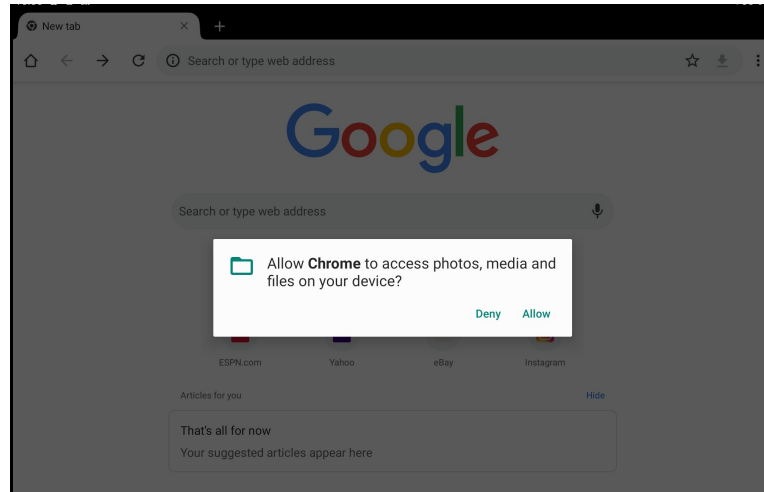 New tab
Search or type web address
Google
Search or type web address
Allow Chrome to access photos, media and
files on your device?
Deny Allow
ESPN.com Yahoo eBay Instagram
Articles for you Hide
That's all for now
Your suggested articles appear here